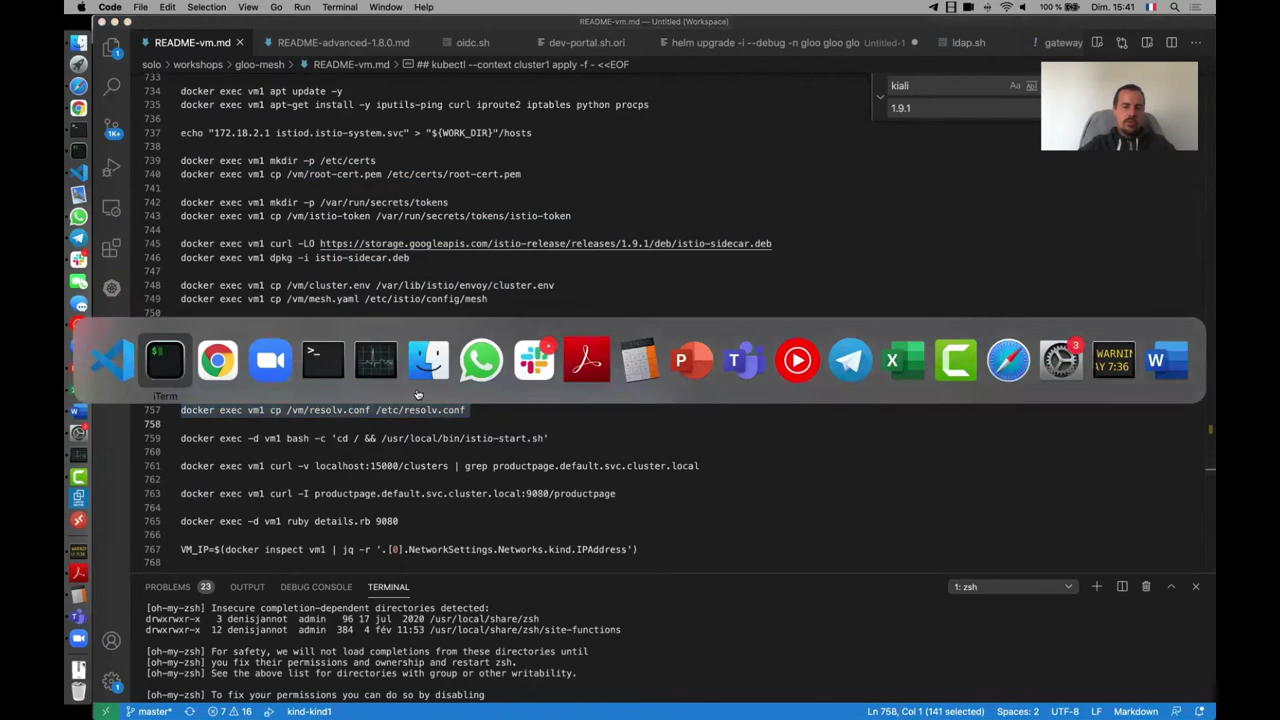 Code File Edit Selection View Go Run Terminal Window Help 100 % Dim. 15:41
README-vm.md — Untitled (Workspace)
README-vm.md README-advanced-1.8.0.md oidc.sh dev-portal.sh.ori helm upgrade -i --debug -n gloo gloo glo Untitled-1 ldap.sh ! gateway
solo workshops gloo-mesh README-vm.md ## kubectl --context cluster1 apply -f - <<EOF
kiali Aa Abl
1.9.1
1
1K+
733
734 docker exec vm1 apt update -y
735 docker exec vm1 apt-get install -y iputils-ping curl iproute2 iptables python procps
736
737 echo "172.18.2.1 istiod.istio-system.svc" > "${WORK_DIR}"/hosts
738
739 docker exec vm1 mkdir -p /etc/certs
740 docker exec vm1 cp /vm/root-cert.pem /etc/certs/root-cert.pem
741
742 docker exec vm1 mkdir -p /var/run/secrets/tokens
743 docker exec vm1 cp /vm/istio-token /var/run/secrets/tokens/istio-token
744
745 docker exec vm1 curl -LO https://storage.googleapis.com/istio-release/releases/1.9.1/deb/istio-sidecar.deb
746 docker exec vm1 dpkg -i istio-sidecar.deb
747
748 docker exec vm1 cp /vm/cluster.env /var/lib/istio/envoy/cluster.env
749 docker exec vm1 cp /vm/mesh.yaml /etc/istio/config/mesh
750
$ >_ P X 3 WARNIN W
AY 7:36
iTerm
757 docker exec vm1 cp /vm/resolv.conf /etc/resolv.conf
758
759 docker exec -d vm1 bash -c 'cd / && /usr/local/bin/istio-start.sh'
760
761 docker exec vm1 curl -v localhost:15000/clusters | grep productpage.default.svc.cluster.local
762
763 docker exec vm1 curl -I productpage.default.svc.cluster.local:9080/productpage
764
765 docker exec -d vm1 ruby details.rb 9080
766
767 VM_IP=$(docker inspect vm1 | jq -r '.[0].NetworkSettings.Networks.kind.IPAddress')
768
PROBLEMS 23 OUTPUT DEBUG CONSOLE TERMINAL 1: zsh
[oh-my-zsh] Insecure completion-dependent directories detected:
drwxrwxr-x 3 denisjannot admin 96 17 jul 2020 /usr/local/share/zsh
drwxrwxr-x 12 denisjannot admin 384 4 fév 11:53 /usr/local/share/zsh/site-functions
[oh-my-zsh] For safety, we will not load completions from these directories until
[oh-my-zsh] you fix their permissions and ownership and restart zsh.
[oh-my-zsh] See the above list for directories with group or other writability.
[oh-my-zsh] To fix your permissions you can do so by disabling
1
master* 7 16 kind-kind1 Ln 758, Col 1 (141 selected) Spaces: 2 UTF-8 LF Markdown